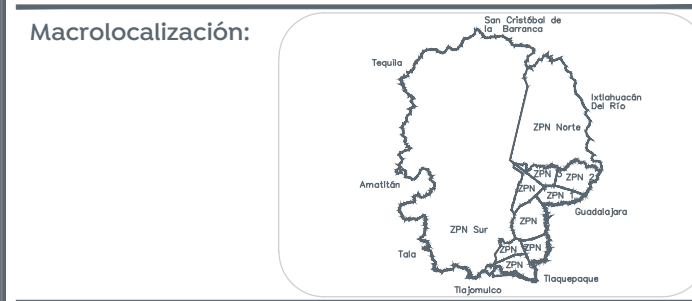 Macrolocalización:
San Cristóbal de
la Barranca
Tequila
Ixtlahuacán
Del Río
ZPN Norte
ZPN
ZPN 2
ZPN
ZPN 1
Amatitán
Guadalajara
ZPN
ZPN Sur
ZPN
ZPN
Tala
ZPN
Tlaquepaque
Tlajomulco